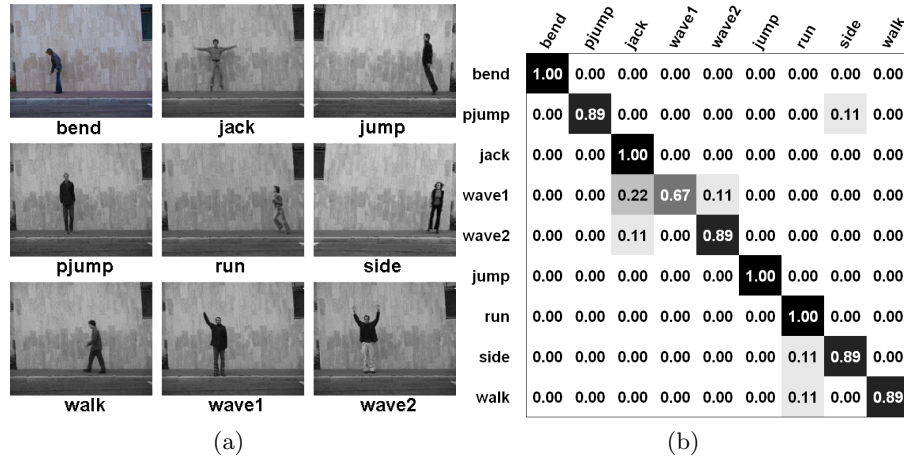 bend jack jump
pjump run side
walk wave1 wave2
(a)
bend pjump jack wave1 wave2 jump run side walk
bend 1.00 0.00 0.00 0.00 0.00 0.00 0.00 0.00 0.00
pjump 0.00 0.89 0.00 0.00 0.00 0.00 0.00 0.11 0.00
jack 0.00 0.00 1.00 0.00 0.00 0.00 0.00 0.00 0.00
wave1 0.00 0.00 0.22 0.67 0.11 0.00 0.00 0.00 0.00
wave2 0.00 0.00 0.11 0.00 0.89 0.00 0.00 0.00 0.00
jump 0.00 0.00 0.00 0.00 0.00 1.00 0.00 0.00 0.00
run 0.00 0.00 0.00 0.00 0.00 0.00 1.00 0.00 0.00
side 0.00 0.00 0.00 0.00 0.00 0.00 0.11 0.89 0.00
walk 0.00 0.00 0.00 0.00 0.00 0.00 0.11 0.00 0.89
(b)